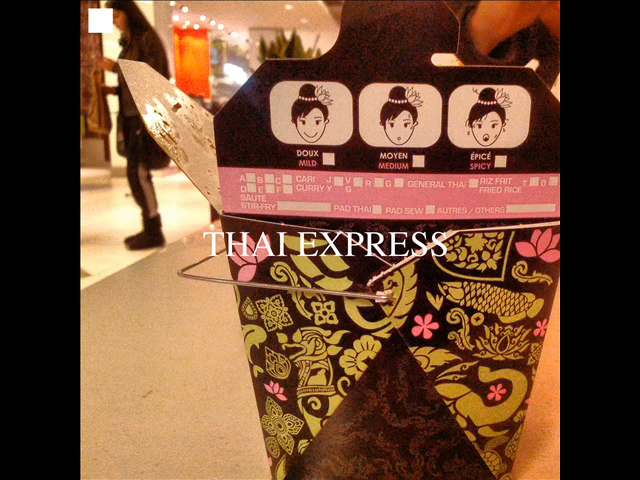 DOUX MOYEN ÉPICÉ
MILD MEDIUM SPICY
A B C CARI J V R G GENERAL THAI RIZ FRIT T B
D E F CURRY Y G FRIED RICE
SAUTÉ
STIR-FRY PAD THAI PAD SEW AUTRES / OTHERS
THAI EXPRESS